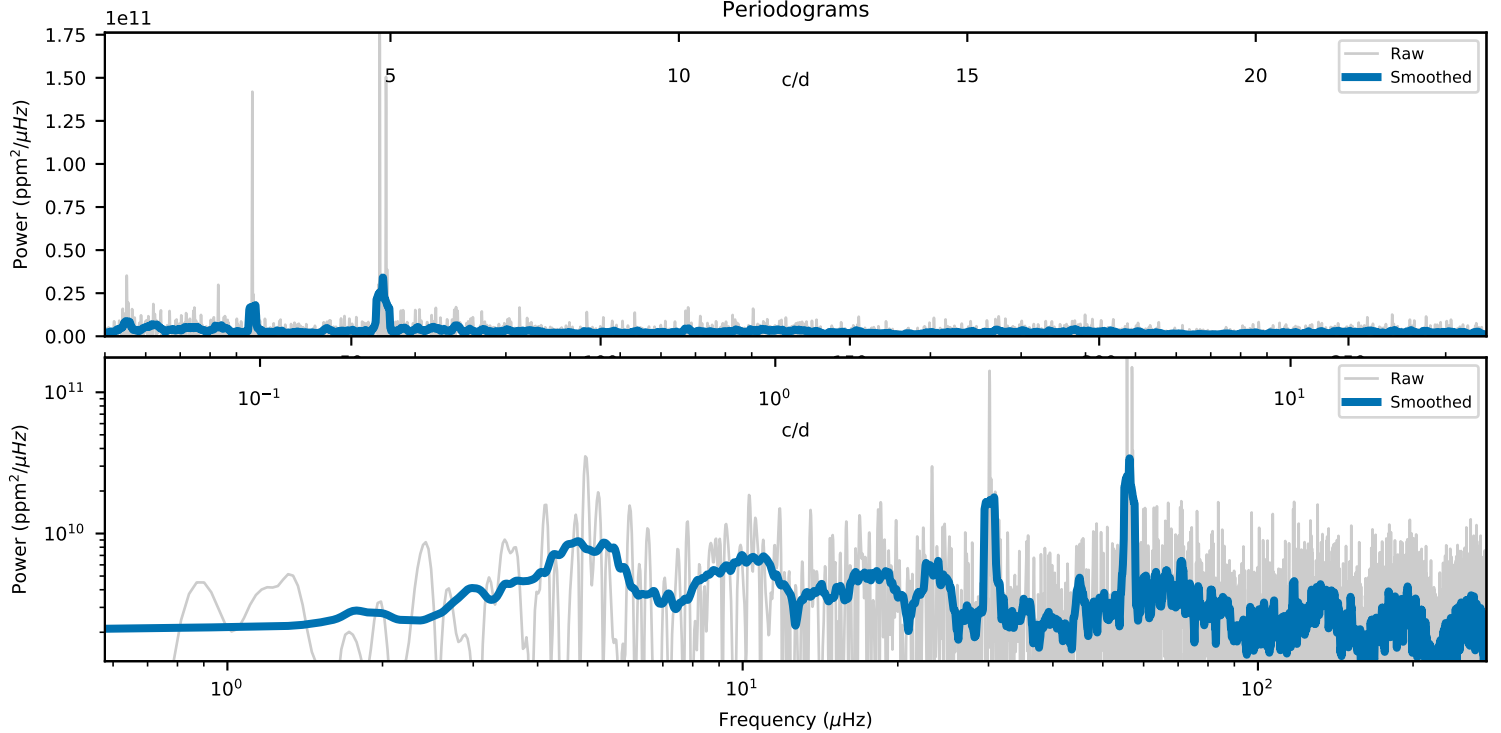 Periodograms
1e11
1.75
1.50
1.25
1.00
0.75
0.50
0.25
0.00
Power (ppm²/μHz)
5 10 15 20
c/d
Raw
Smoothed
10¹¹
10¹⁰
Power (ppm²/μHz)
10⁻¹ 10⁰ 10¹
c/d
Raw
Smoothed
10⁰ 10¹ 10²
Frequency (μHz)